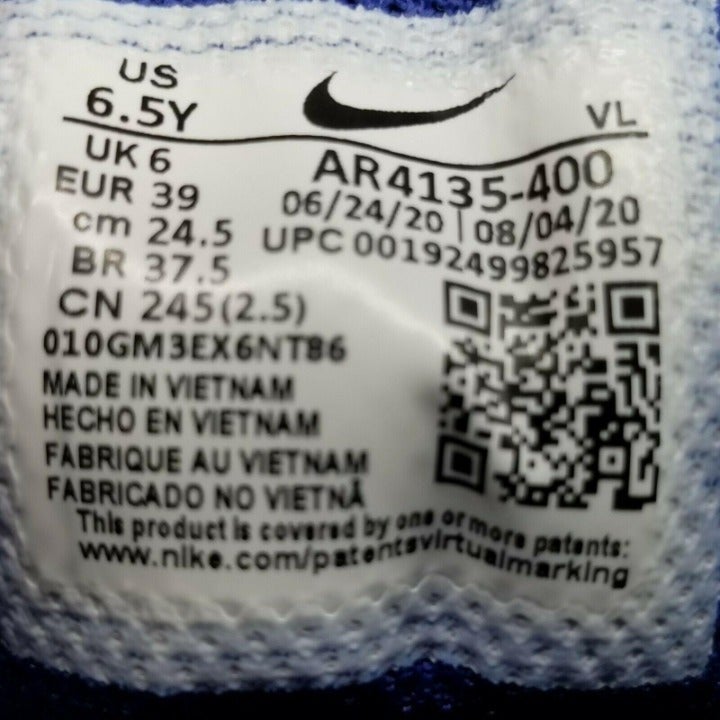 US
6.5Y
VL
UK 6
EUR 39
cm 24.5
BR 37.5
CN 245(2.5)
AR4135-400
06/24/20 | 08/04/20
UPC 00192499825957
010GM3EX6NT86
MADE IN VIETNAM
HECHO EN VIETNAM
FABRIQUE AU VIETNAM
FABRICADO NO VIETNÃ
This product is covered by one or more patents:
www.nike.com/patentsvirtualmarking